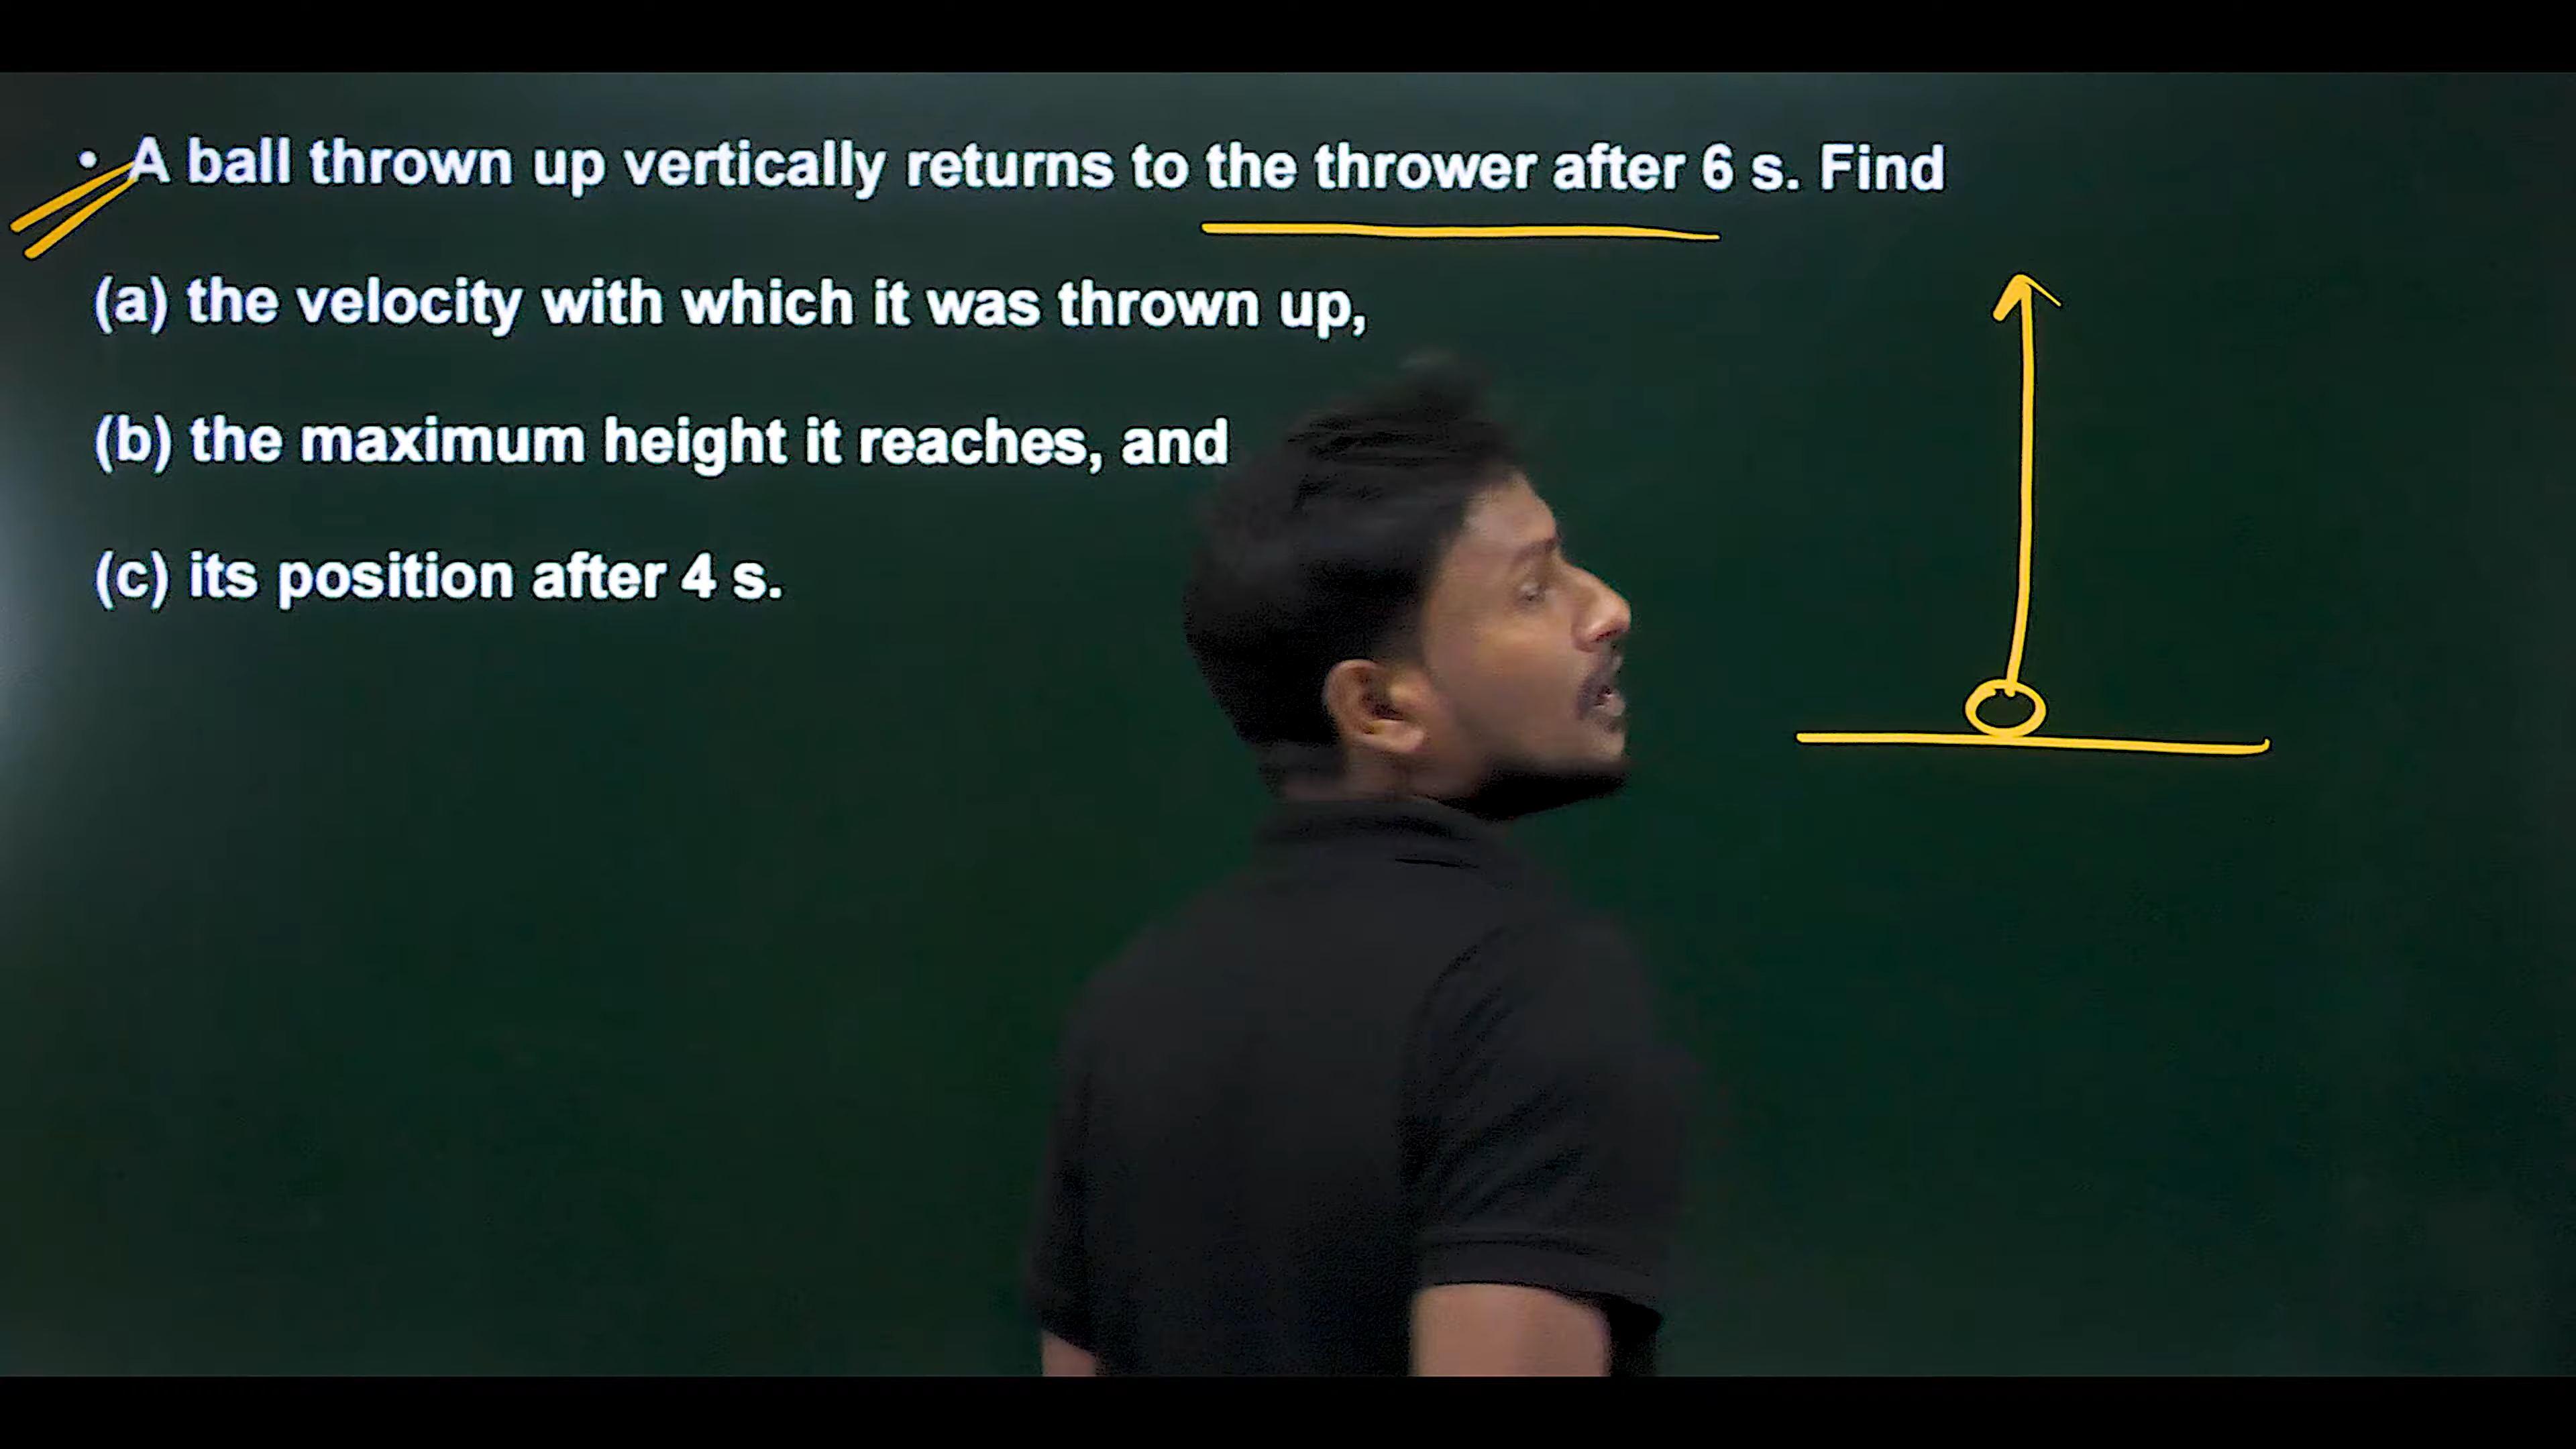 • A ball thrown up vertically returns to the thrower after 6 s. Find
(a) the velocity with which it was thrown up,
(b) the maximum height it reaches, and
(c) its position after 4 s.